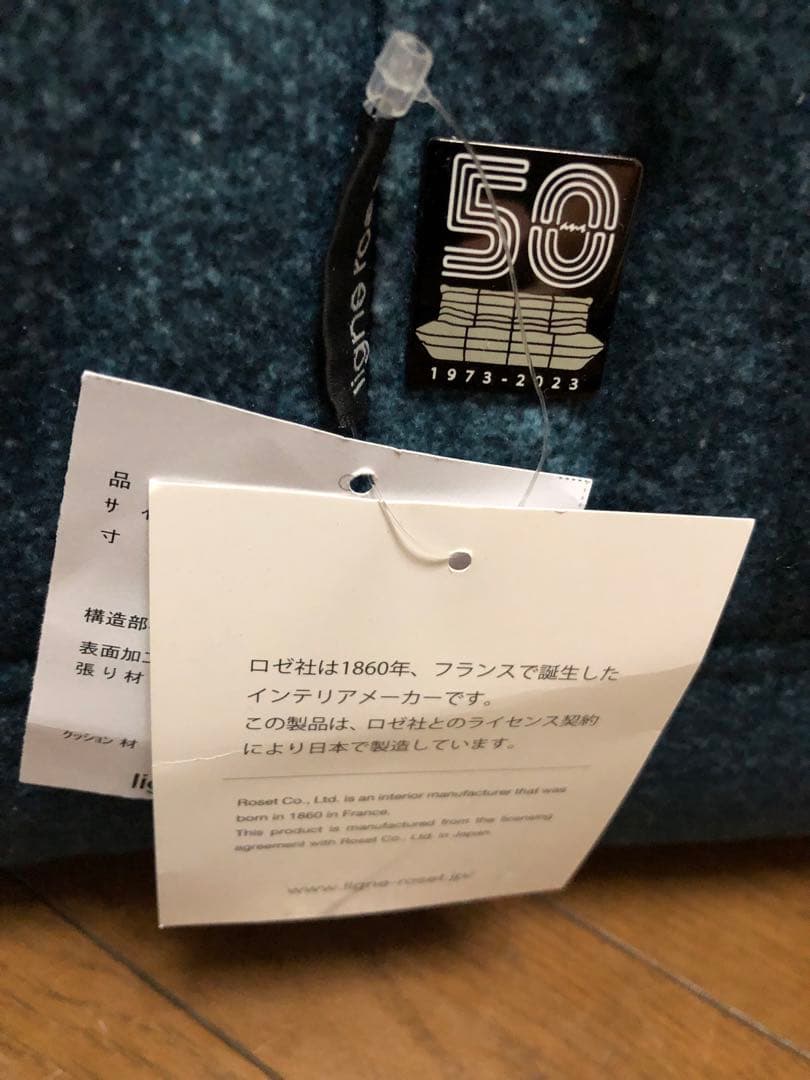 50
ans
1973-2023
ligne ros
品
サ イ
寸
構造部
表面加工
張り材
クッション 材
lig
ロゼ社は1860年、フランスで誕生した
インテリアメーカーです。
この製品は、ロゼ社とのライセンス契約
により日本で製造しています。
Roset Co., Ltd. is an interior manufacturer that was
born in 1860 in France.
This product is manufactured from the licensing
agreement with Roset Co., Ltd. in Japan.
www.ligne-roset.jp/